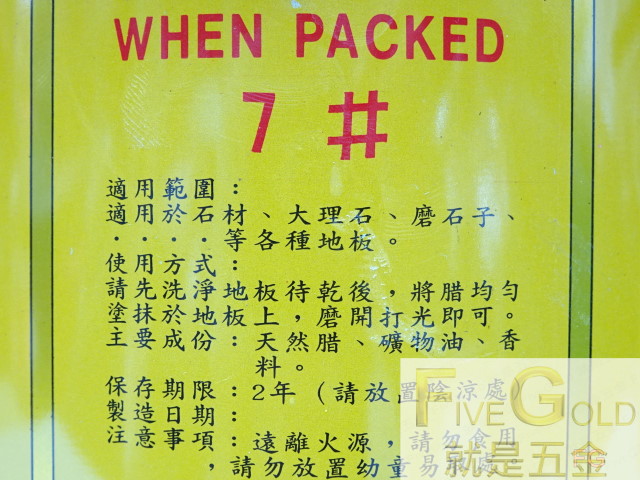 WHEN PACKED
7 #
適用範圍：
適用於石材、大理石、磨石子、
・・・・等各種地板。
使用方式：
請先洗淨地板待乾後，將腊均勻
塗抹於地板上，磨開打光即可。
主要成份：天然腊、礦物油、香
料。
保存期限：2年（請放置陰涼處）
製造日期：
注意事項：遠離火源，請勿食用
，請勿放置幼童易取處。
FIVE GOLD
就是五金